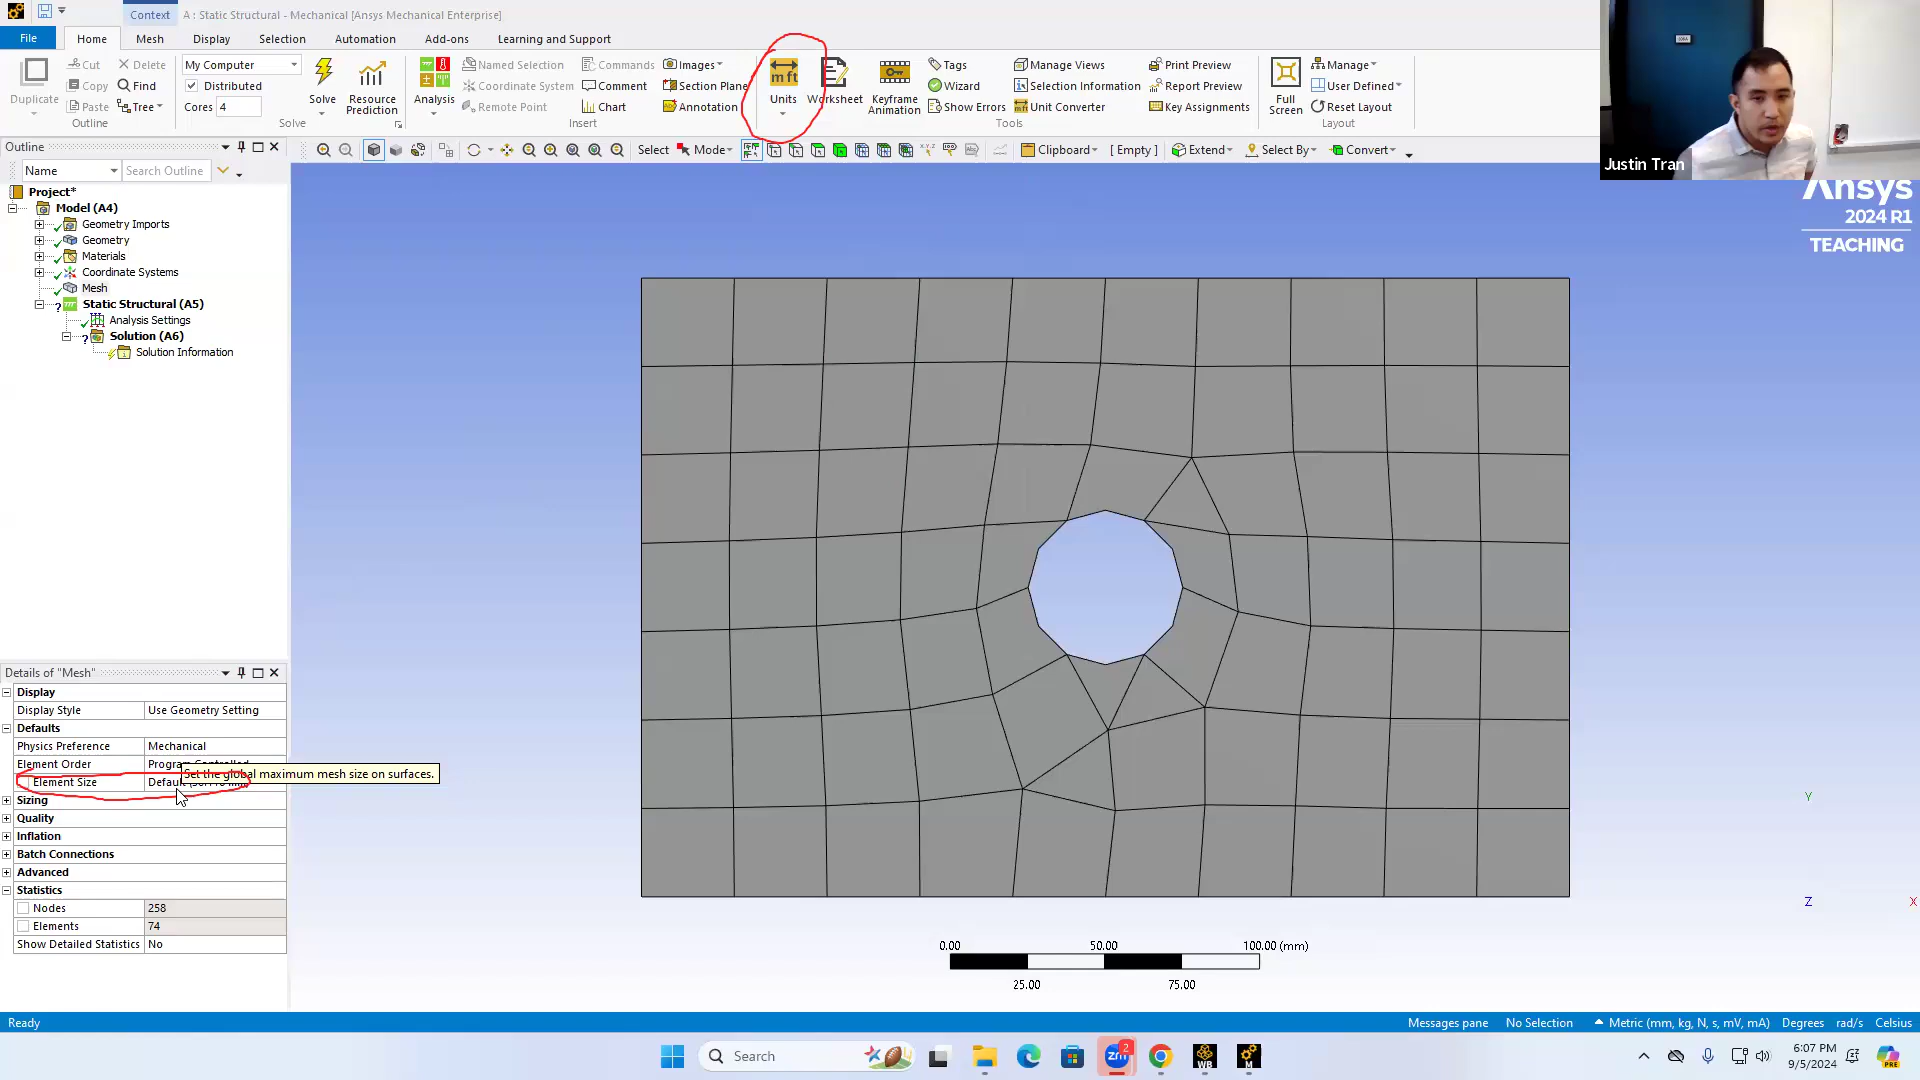 Context
A : Static Structural - Mechanical [Ansys Mechanical Enterprise]
File Home Mesh Display Selection Automation Add-ons Learning and Support
Duplicate
Cut Delete
Copy Find
Paste Tree
Outline
My Computer
Distributed
Cores 4
Solve
Resource Prediction
Solve
Analysis
Named Selection
Coordinate System
Remote Point
Commands
Comment
Chart
Images
Section Plane
Annotation
Insert
m ft
Units
Worksheet
Keyframe Animation
Tags
Wizard
Show Errors
Manage Views
Selection Information
Unit Converter
Print Preview
Report Preview
Key Assignments
Tools
Full Screen
Manage
User Defined
Reset Layout
Layout
Justin Tran
Outline
Select Mode Clipboard [ Empty ] Extend Select By Convert
Name Search Outline
Project*
Model (A4)
Geometry Imports
Geometry
Materials
Coordinate Systems
Mesh
Static Structural (A5)
Analysis Settings
Solution (A6)
Solution Information
Ansys
2024 R1
TEACHING
Details of "Mesh"
Display
Display Style Use Geometry Setting
Defaults
Physics Preference Mechanical
Element Order Program Controlled
Element Size Default
Set the global maximum mesh size on surfaces.
Sizing
Quality
Inflation
Batch Connections
Advanced
Statistics
Nodes 258
Elements 74
Show Detailed Statistics No
Y
Z X
0.00 50.00 100.00 (mm)
25.00 75.00
Ready
Messages pane No Selection Metric (mm, kg, N, s, mV, mA) Degrees rad/s Celsius
Search
zm
2
WB
M
6:07 PM
9/5/2024
PRE